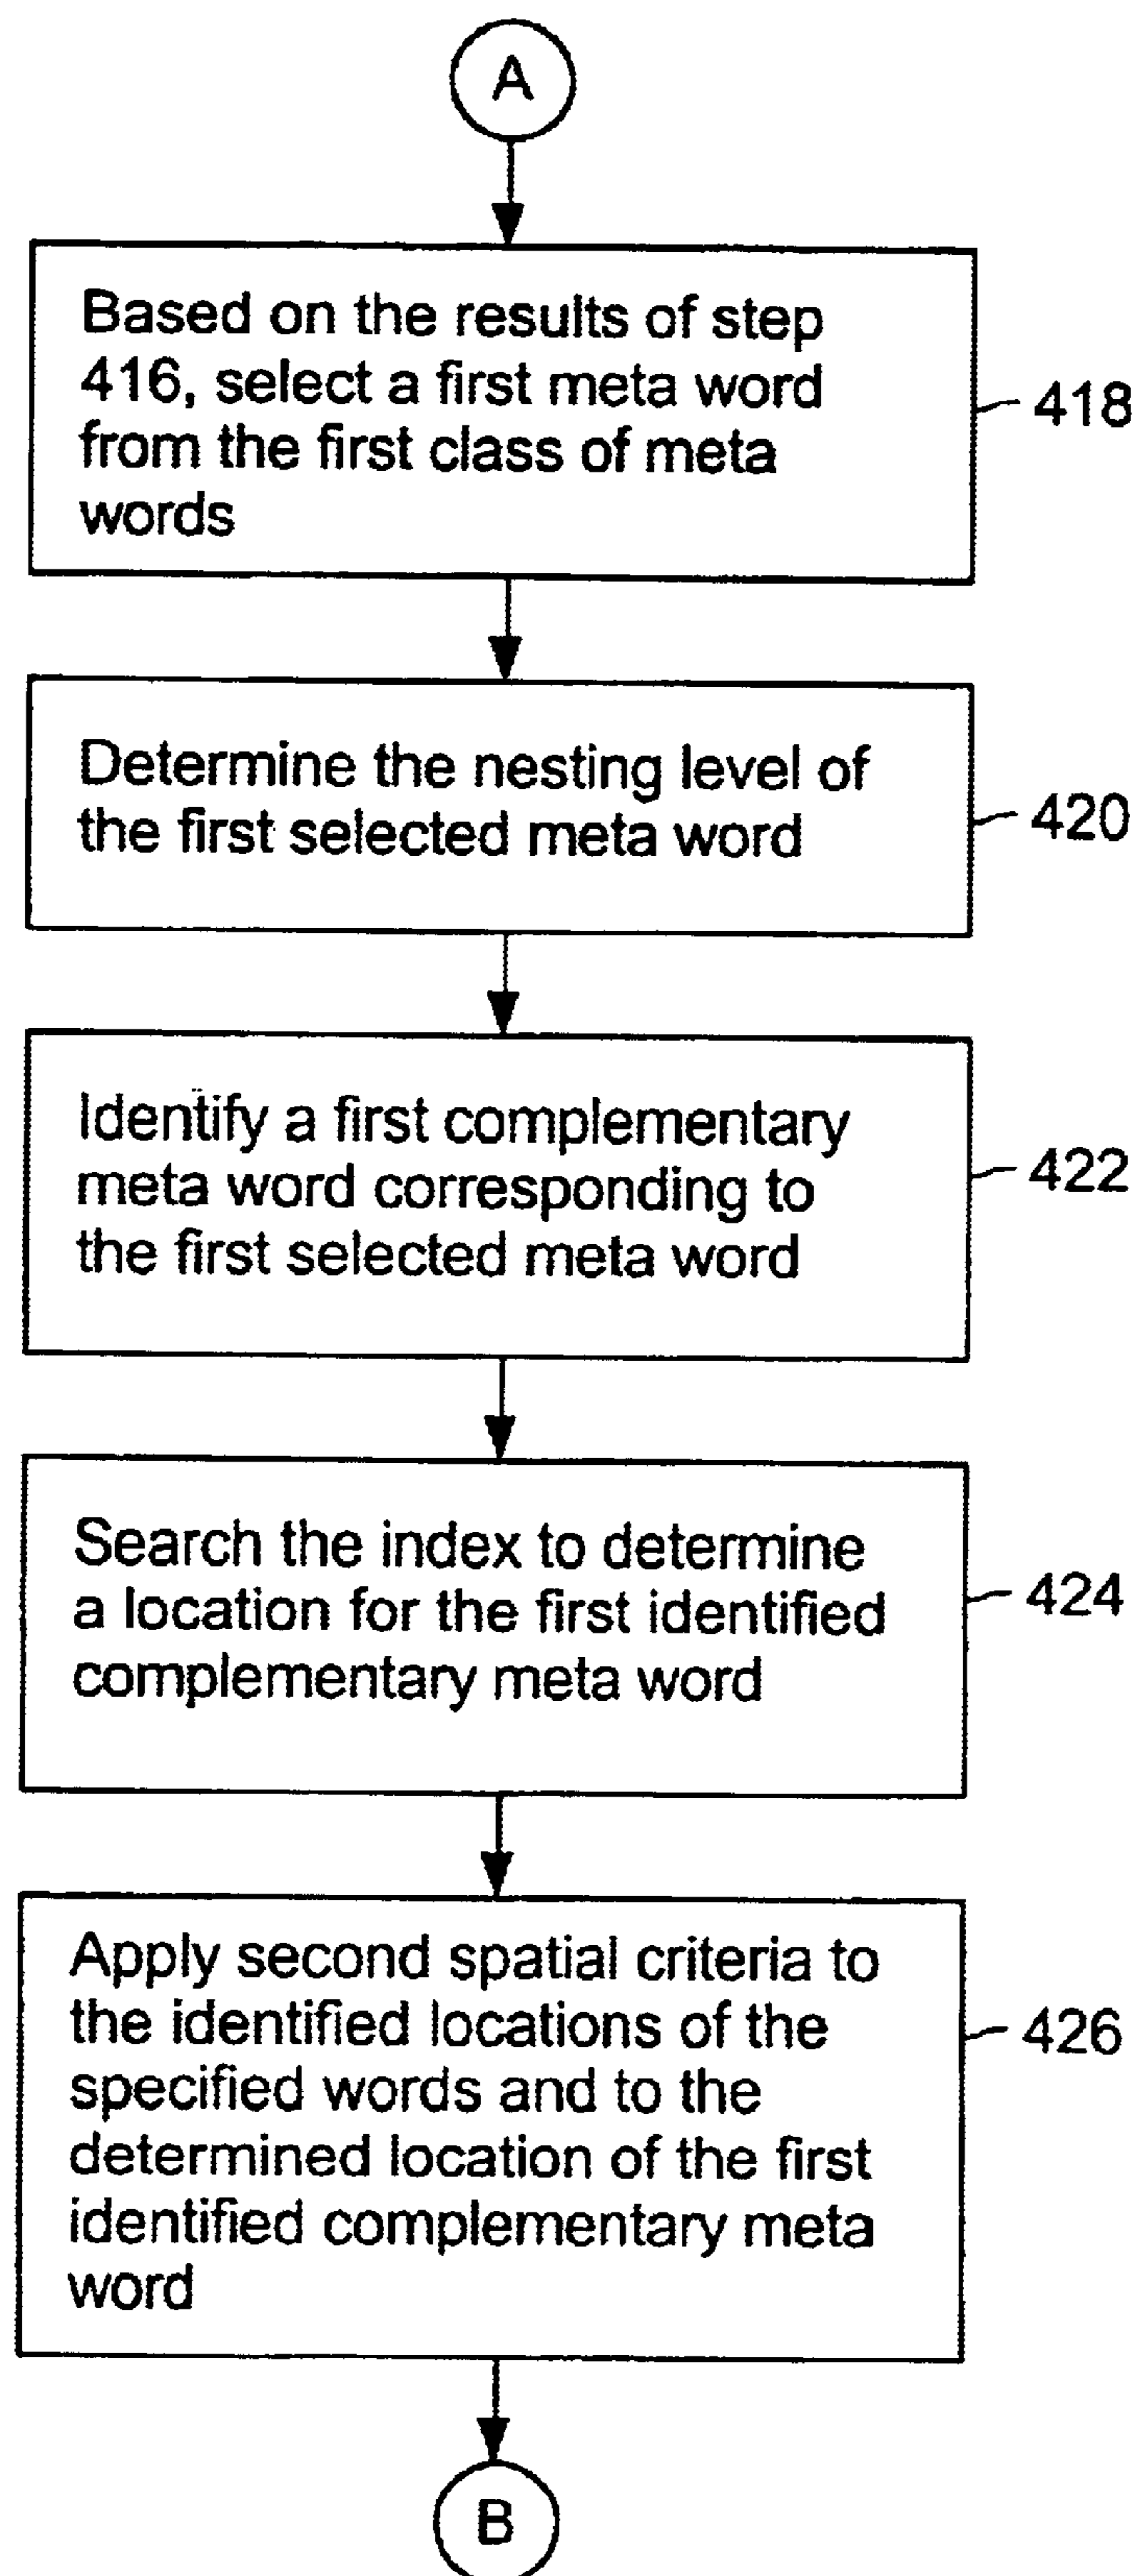 A
Based on the results of step
416, select a first meta word
from the first class of meta
words
418
Determine the nesting level of
the first selected meta word
420
Identify a first complementary
meta word corresponding to
the first selected meta word
422
Search the index to determine
a location for the first identified
complementary meta word
424
Apply second spatial criteria to
the identified locations of the
specified words and to the
determined location of the first
identified complementary meta
word
426
B